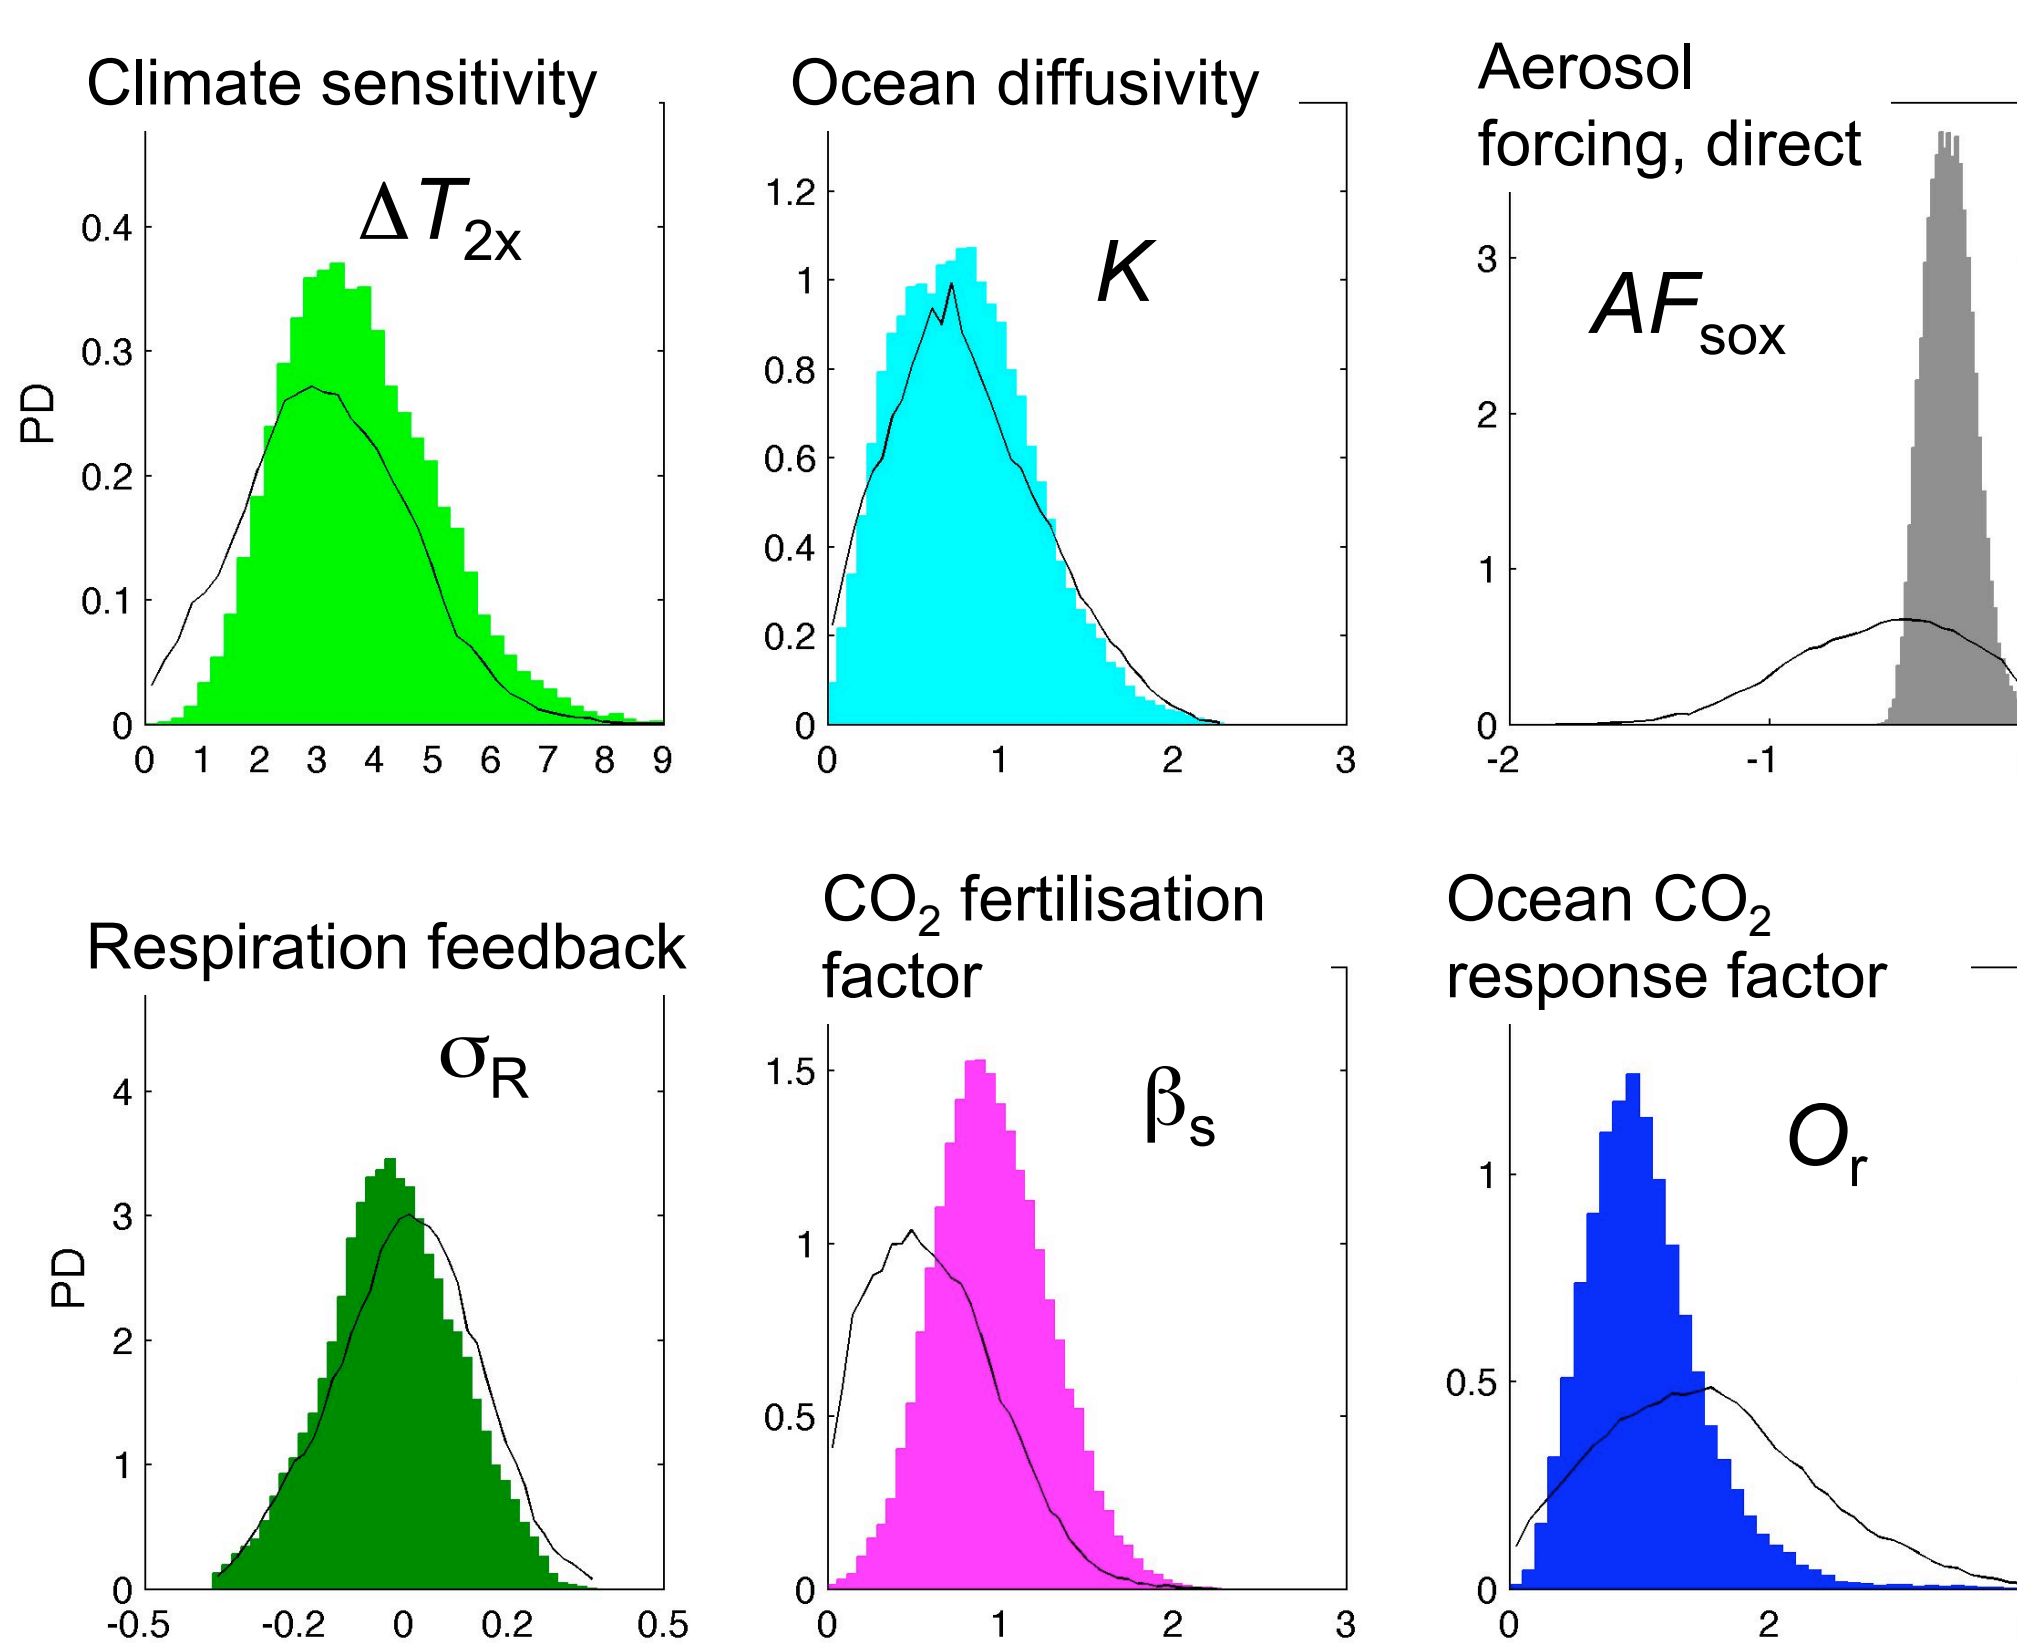 Climate sensitivity
ΔT2x
PD
0.4
0.3
0.2
0.1
0
0 1 2 3 4 5 6 7 8 9
Ocean diffusivity
K
1.2
1
0.8
0.6
0.4
0.2
0
0 1 2 3
Aerosol
forcing, direct
AFsox
3
2
1
0
-2 -1
Respiration feedback
σR
PD
4
3
2
1
0
-0.5 -0.2 0 0.2 0.5
CO2 fertilisation
factor
βs
1.5
1
0.5
0
0 1 2 3
Ocean CO2
response factor
Or
1
0.5
0
0 2